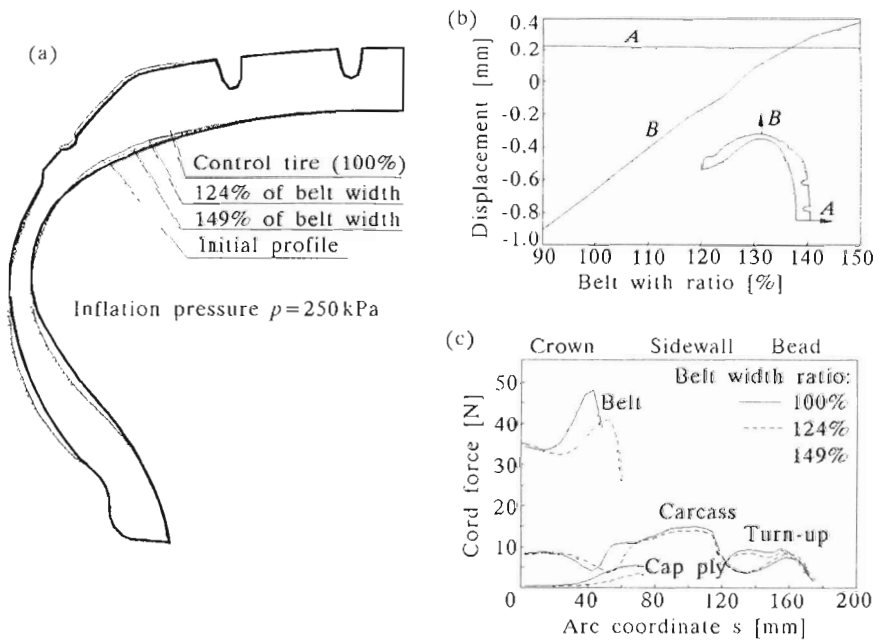 (a)
Control tire (100%)
124% of belt width
149% of belt width
Initial profile
Inflation pressure p=250kPa
(b)
Displacement [mm]
0.4
0.2
0
-0.2
-0.4
-0.6
-0.8
-1.0
A
B
B
A
90 100 110 120 130 140 150
Belt with ratio [%]
(c)
Crown Sidewall Bead
Belt width ratio:
100%
124%
149%
Cord force [N]
50
40
30
20
10
Belt
Carcass
Turn-up
Cap ply
0 40 80 120 160 200
Arc coordinate s [mm]